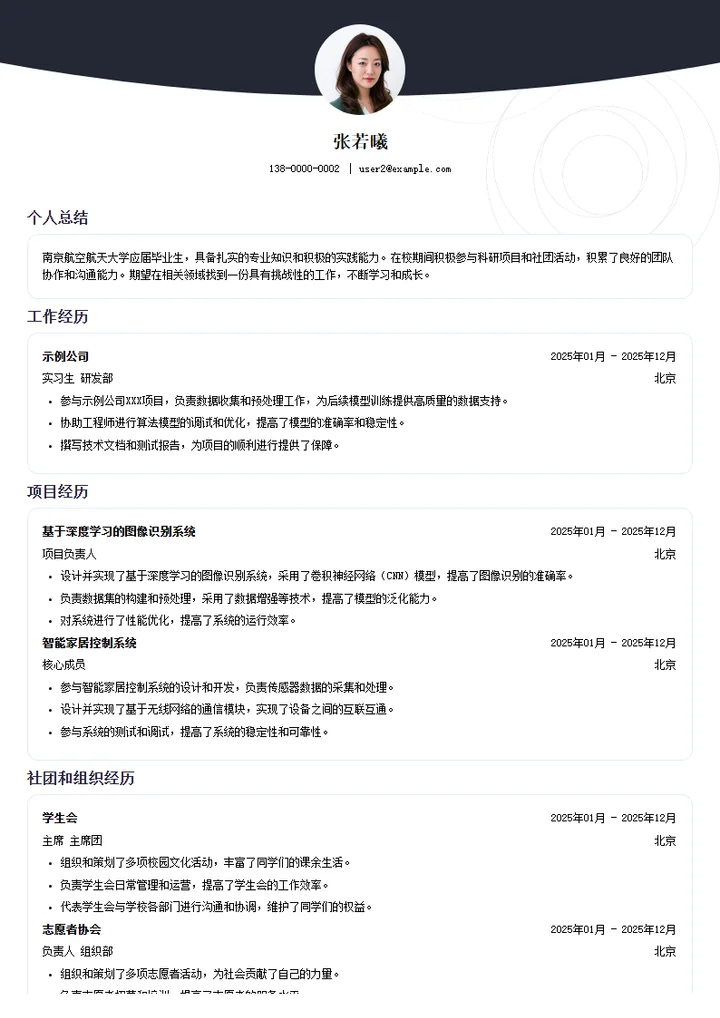 张若曦
138-0000-0002 | user2@example.com
个人总结
南京航空航天大学应届毕业生，具备扎实的专业知识和积极的实践能力。在校期间积极参与科研项目和社团活动，积累了良好的团队
协作和沟通能力。期望在相关领域找到一份具有挑战性的工作，不断学习和成长。
工作经历
示例公司 2025年01月 - 2025年12月
实习生 研发部 北京
• 参与示例公司XXX项目，负责数据收集和预处理工作，为后续模型训练提供高质量的数据支持。
• 协助工程师进行算法模型的调试和优化，提高了模型的准确率和稳定性。
• 撰写技术文档和测试报告，为项目的顺利进行提供了保障。
项目经历
基于深度学习的图像识别系统 2025年01月 - 2025年12月
项目负责人 北京
• 设计并实现了基于深度学习的图像识别系统，采用了卷积神经网络（CNN）模型，提高了图像识别的准确率。
• 负责数据集的构建和预处理，采用了数据增强等技术，提高了模型的泛化能力。
• 对系统进行了性能优化，提高了系统的运行效率。
智能家居控制系统 2025年01月 - 2025年12月
核心成员 北京
• 参与智能家居控制系统的设计和开发，负责传感器数据的采集和处理。
• 设计并实现了基于无线网络的通信模块，实现了设备之间的互联互通。
• 参与系统的测试和调试，提高了系统的稳定性和可靠性。
社团和组织经历
学生会 2025年01月 - 2025年12月
主席 主席团 北京
• 组织和策划了多项校园文化活动，丰富了同学们的课余生活。
• 负责学生会日常管理和运营，提高了学生会的工作效率。
• 代表学生会与学校各部门进行沟通和协调，维护了同学们的权益。
志愿者协会 2025年01月 - 2025年12月
负责人 组织部 北京
• 组织和策划了多项志愿者活动，为社会贡献了自己的力量。